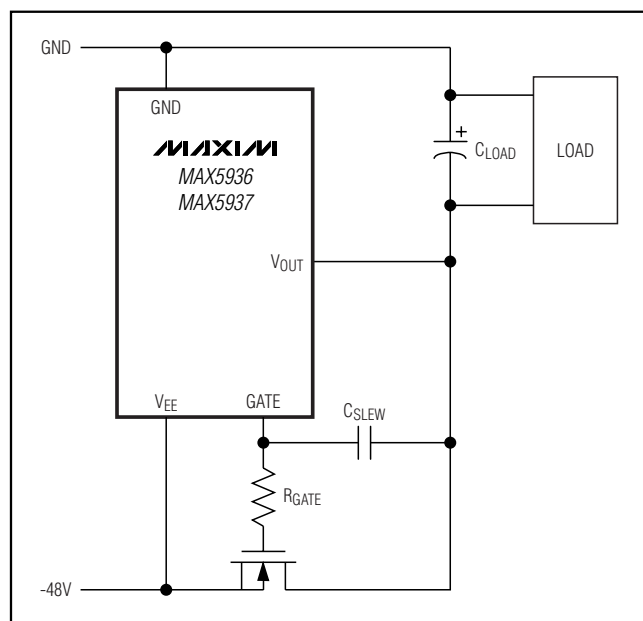 GND
GND
MAXIM
MAX5936
MAX5937
+
CLOAD
LOAD
VOUT
VEE
GATE
CSLEW
RGATE
-48V